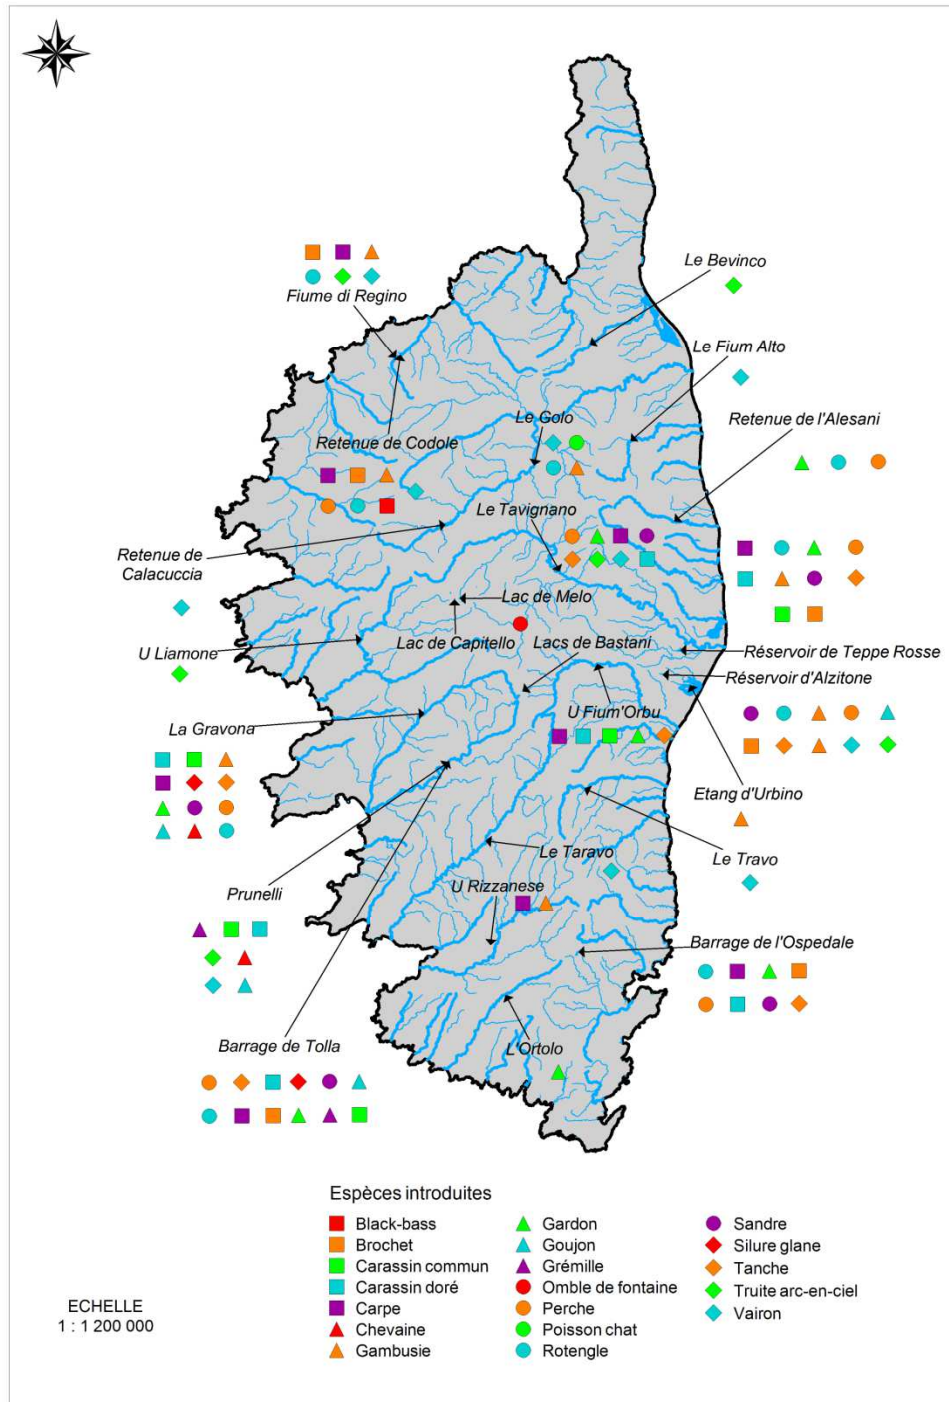 Le Bevinco
Fiume di Regino
Le Fium Alto
Retenue de l'Alesani
Le Golo
Retenue de Codole
Le Tavignano
Retenue de
Calacuccia
Lac de Melo
Lac de Capitello
Lacs de Bastani
U Liamone
Réservoir de Teppe Rosse
Réservoir d'Alzitone
La Gravona
U Fium'Orbu
Etang d'Urbino
Le Taravo
Le Travo
Prunelli
U Rizzanese
Barrage de l'Ospedale
Barrage de Tolla
L'Ortolo
Espèces introduites
Black-bass
Brochet
Carassin commun
Carassin doré
Carpe
Chevaine
Gambusie
Gardon
Goujon
Grémille
Omble de fontaine
Perche
Poisson chat
Rotengle
Sandre
Silure glane
Tanche
Truite arc-en-ciel
Vairon
ECHELLE
1 : 1 200 000